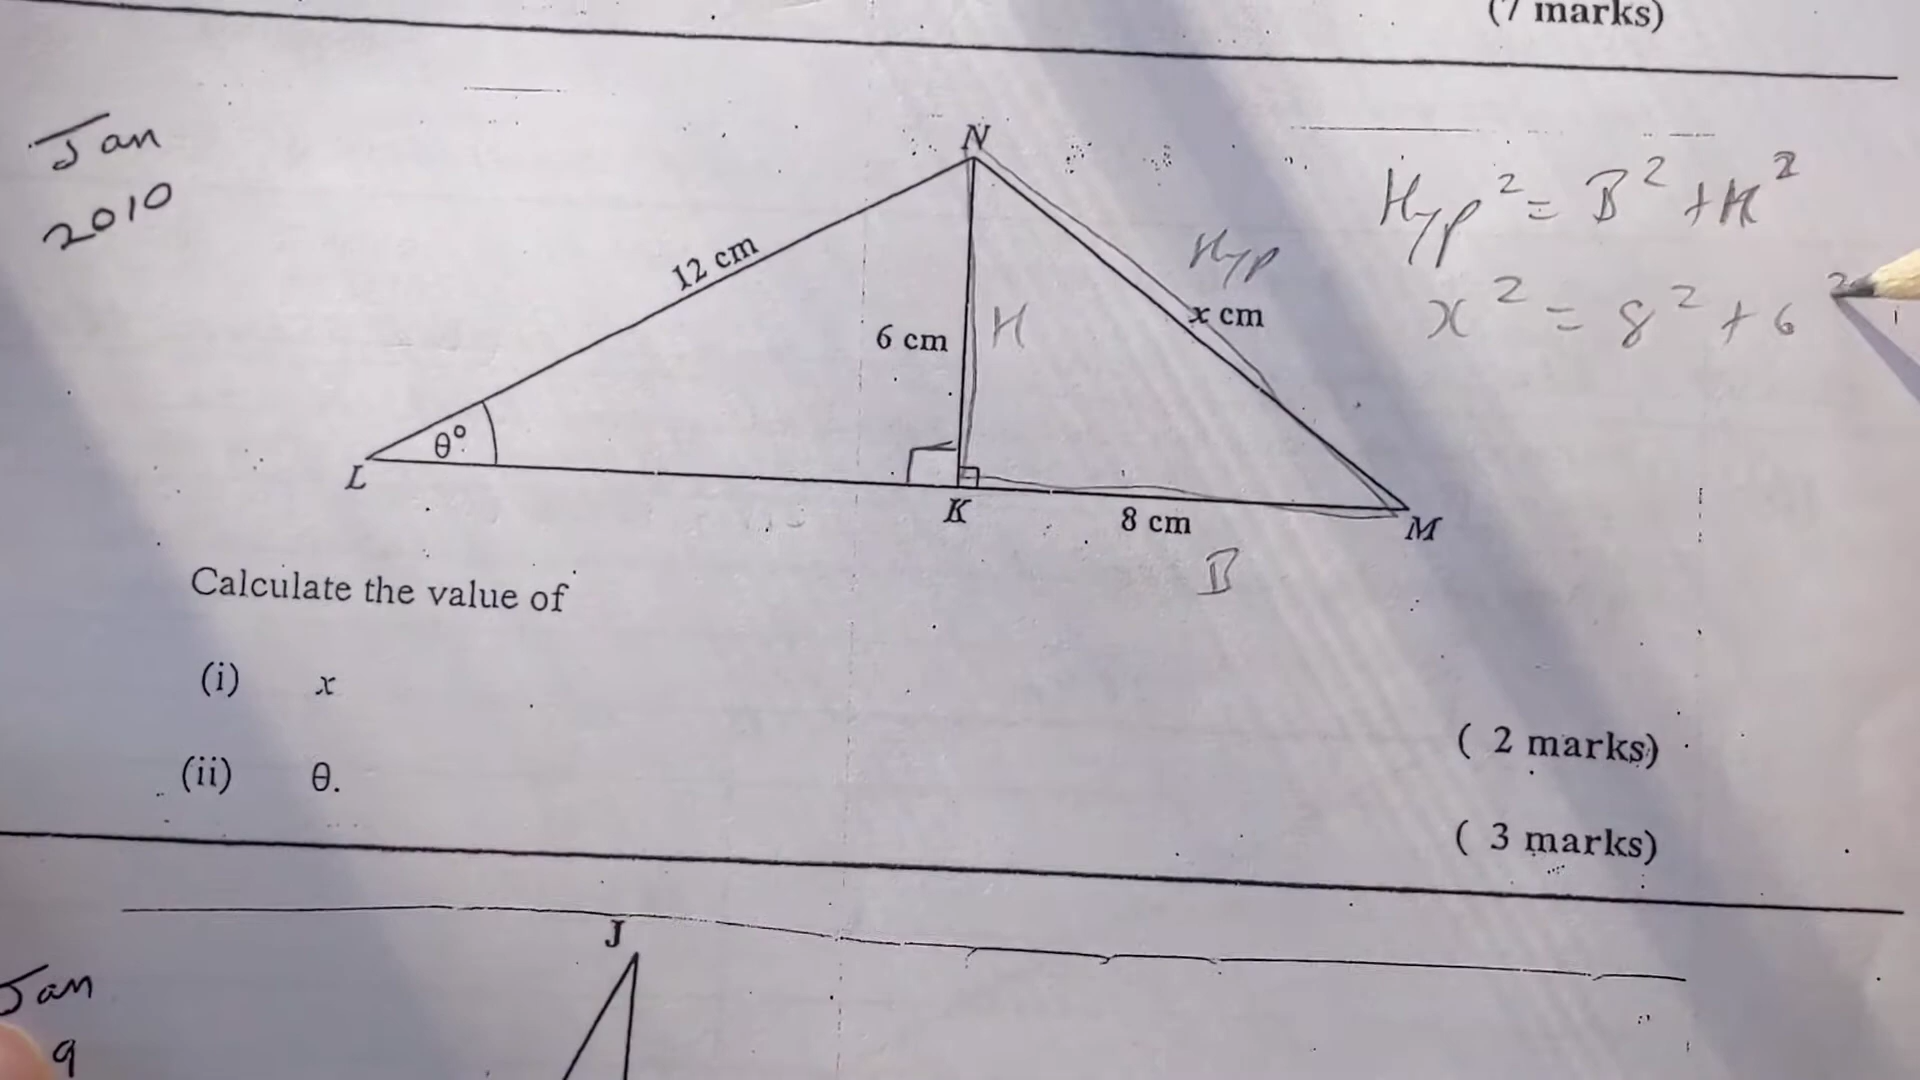 (7 marks)
Jan
2010
N
Hyp² = B² + H²
12 cm
Hyp
x cm
x² = 8² + 6²
6 cm
H
θ°
L
K
8 cm
M
B
Calculate the value of
(i) x
( 2 marks)
(ii) θ.
( 3 marks)
J
Jan
9